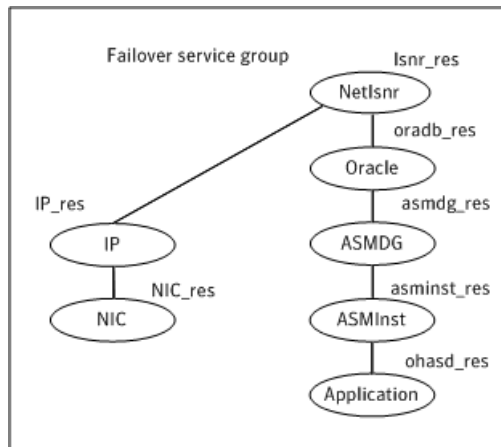 Failover service group
lsnr_res
Netlsnr
oradb_res
Oracle
asmdg_res
IP_res
IP
ASMDG
NIC_res
NIC
asminst_res
ASMInst
ohasd_res
Application